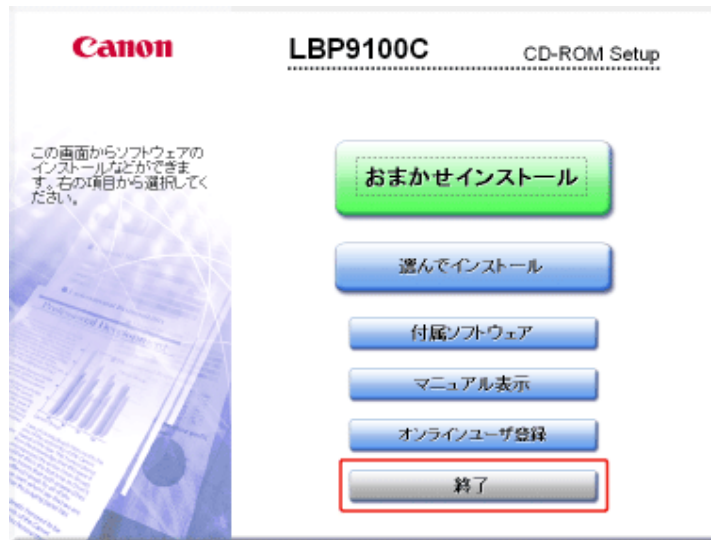 Canon
LBP9100C
CD-ROM Setup
この画面からソフトウェアの
インストールなどができま
す。右の項目から選択してく
ださい。
おまかせインストール
選んでインストール
付属ソフトウェア
マニュアル表示
オンラインユーザ登録
終了